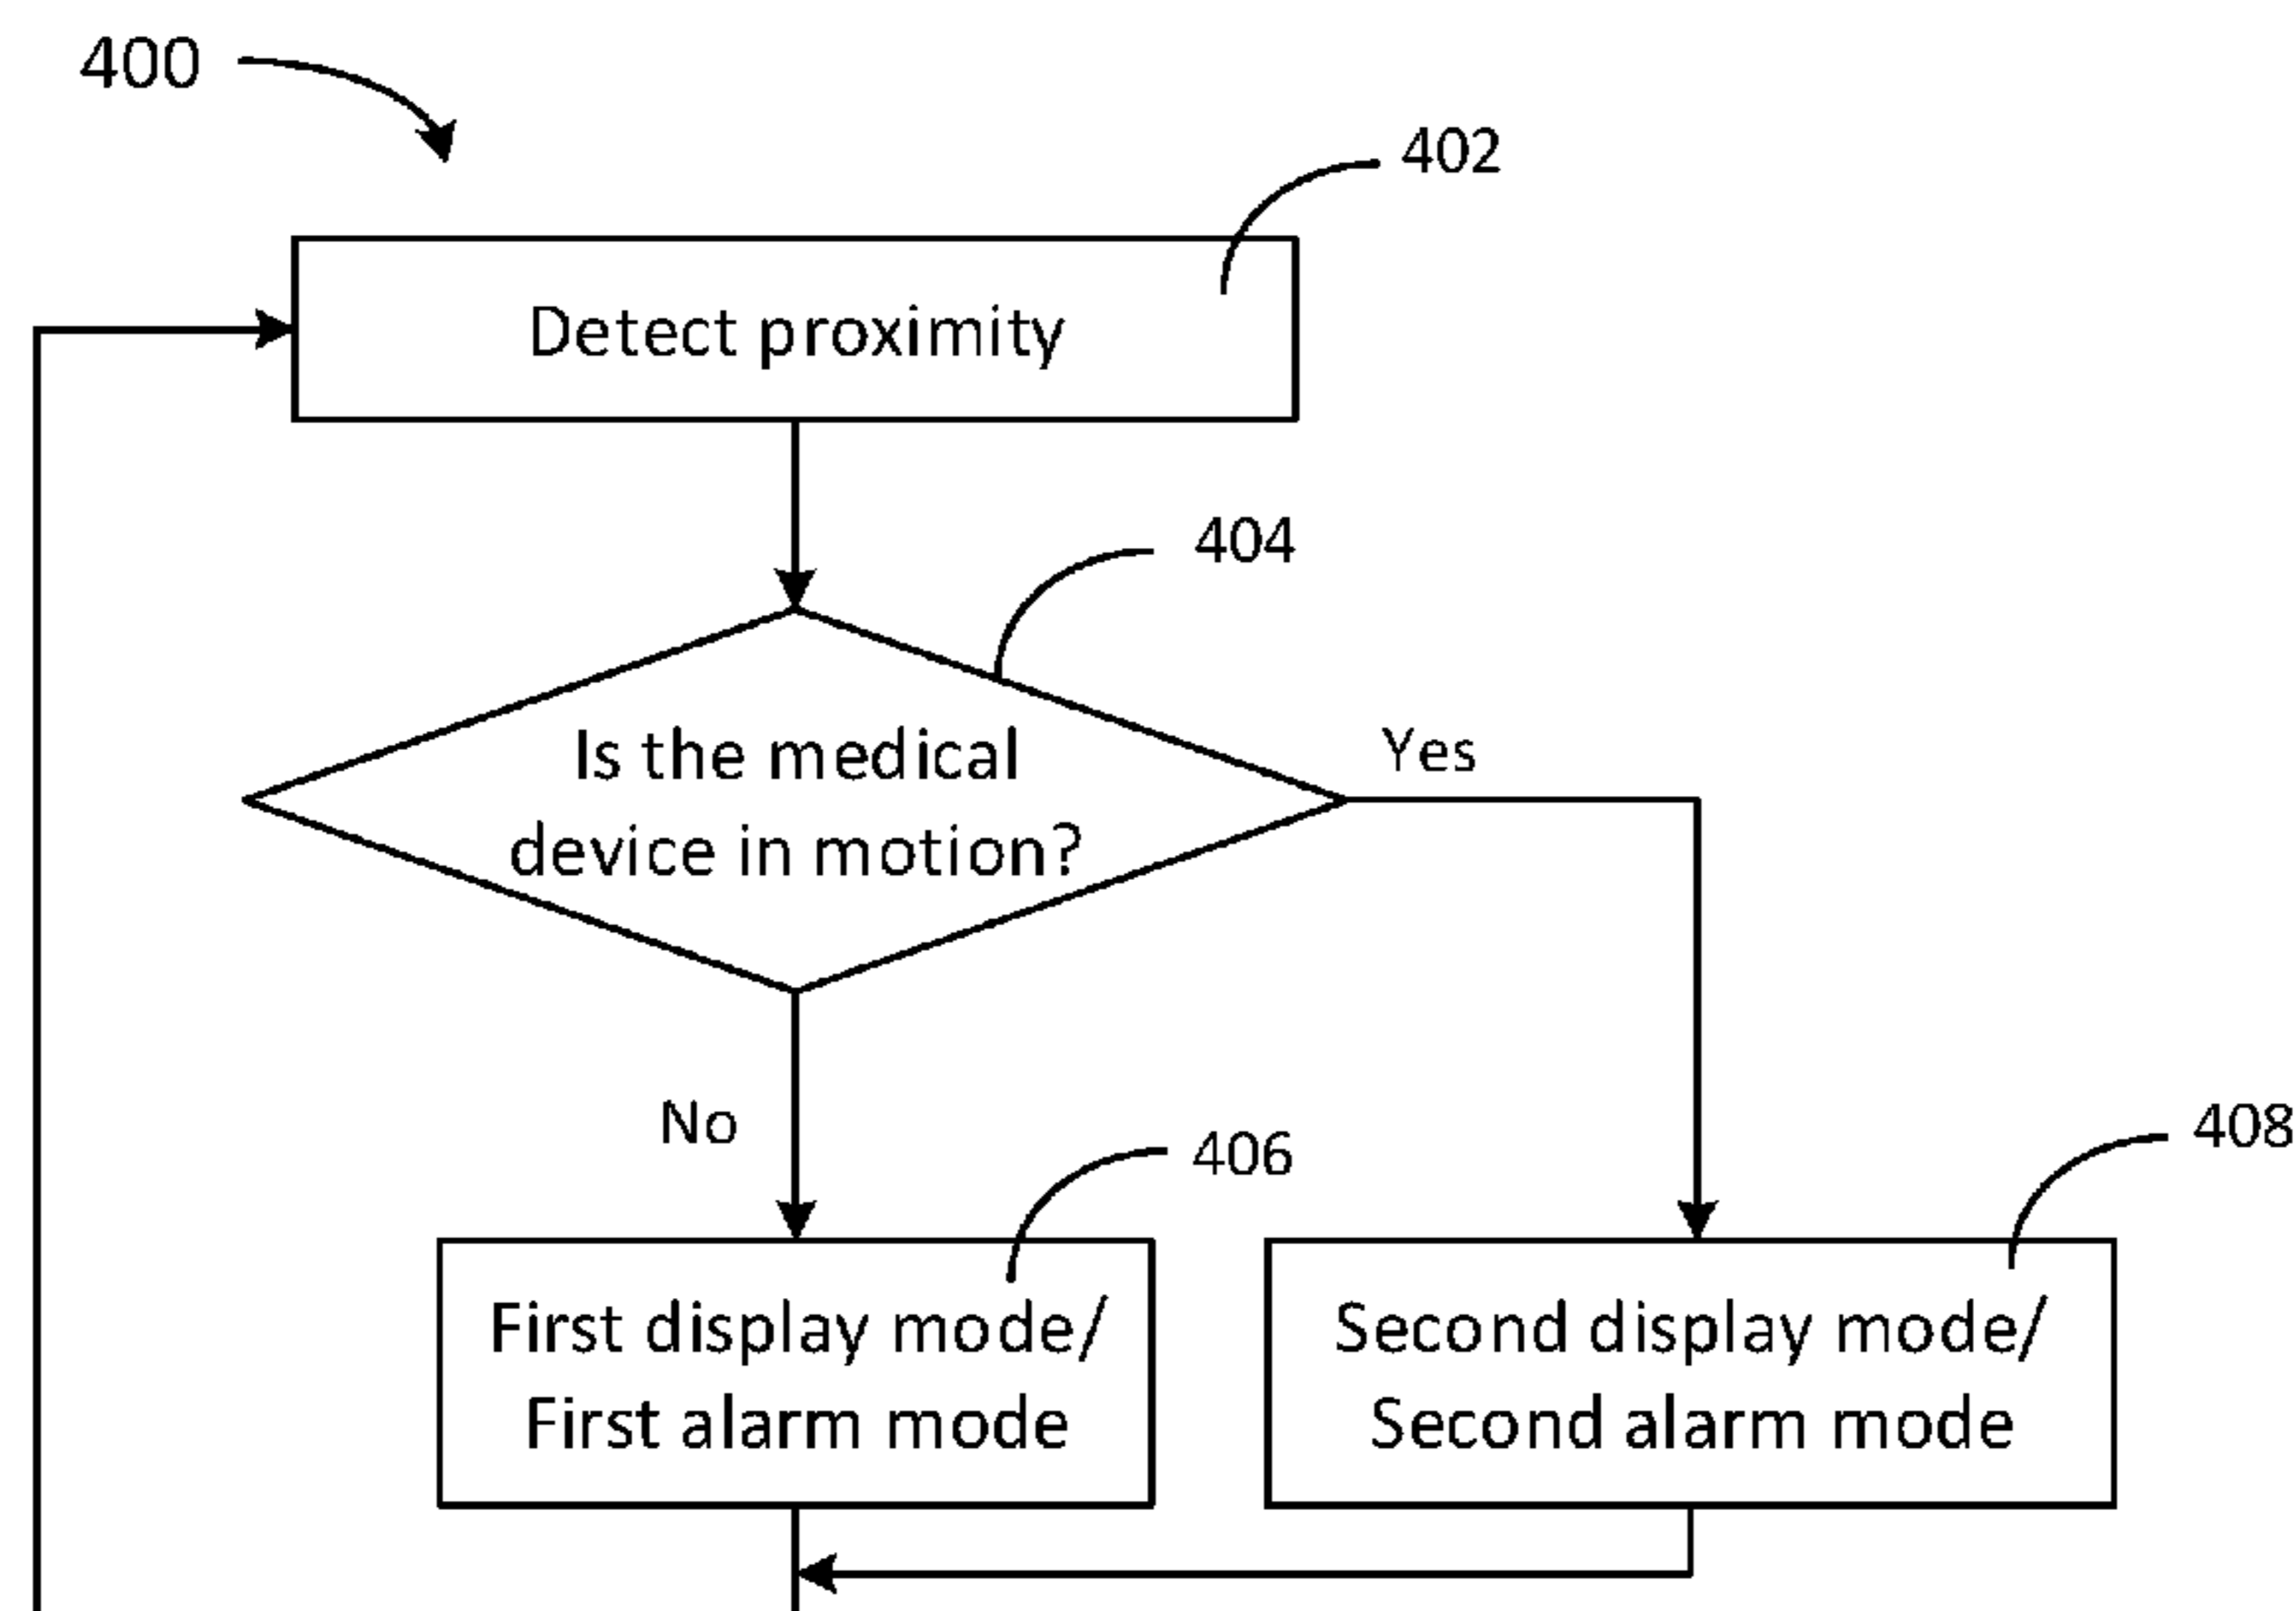 400
402
Detect proximity
404
Is the medical
device in motion?
Yes
No
406
408
First display mode/
First alarm mode
Second display mode/
Second alarm mode